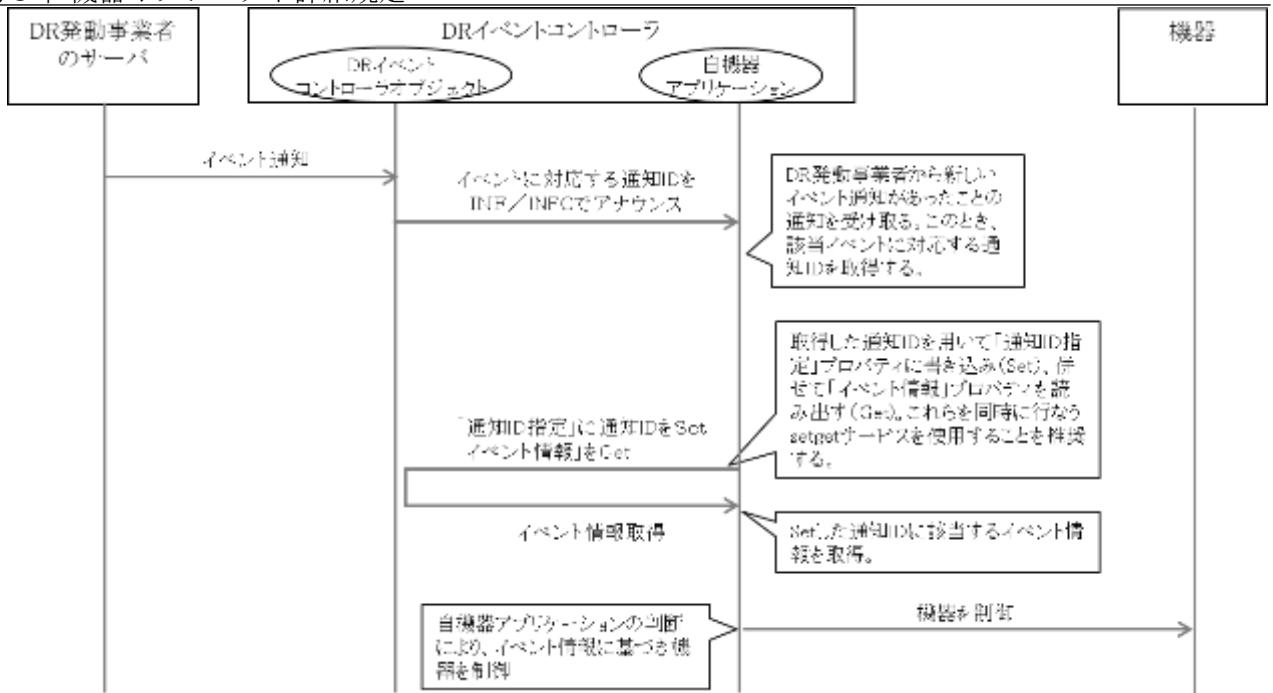 DR発動事業者
のサーバ
DRイベントコントローラ
DRイベント
コントローラオブジェクト
自機器
アプリケーション
機器
イベント通知
イベントに対応する通知IDを
INF/INFCでアナウンス
DR発動事業者から新しい
イベント通知があったことの
通知を受け取る。このとき、
該当イベントに対応する通
知IDを取得する。
取得した通知IDを用いて「通知ID指
定」プロパティに書き込み(Set)、併
せて「イベント情報」プロパティを読
み出す(Get)。これらを同時に行なう
setgetサービスを使用することを推奨
する。
「通知ID指定」に通知IDをSet
イベント情報」をGet
イベント情報取得
Setした通知IDに該当するイベント情
報を取得。
自機器アプリケーションの判断
により、イベント情報に基づき機
器を制御
機器を制御